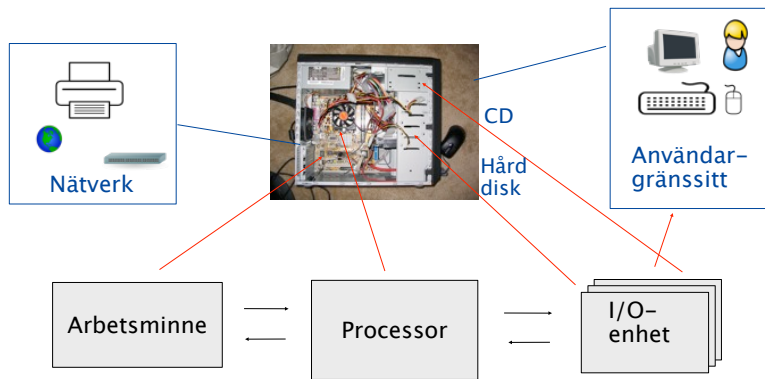 Nätverk
CD
Hård
disk
Användar-
gränssitt
Arbetsminne
Processor
I/O-
enhet